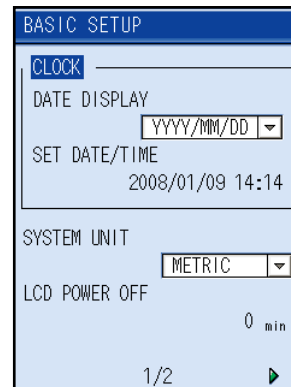 BASIC SETUP
CLOCK
DATE DISPLAY
YYYY/MM/DD
SET DATE/TIME
2008/01/09 14:14
SYSTEM UNIT
METRIC
LCD POWER OFF
0 min
1/2